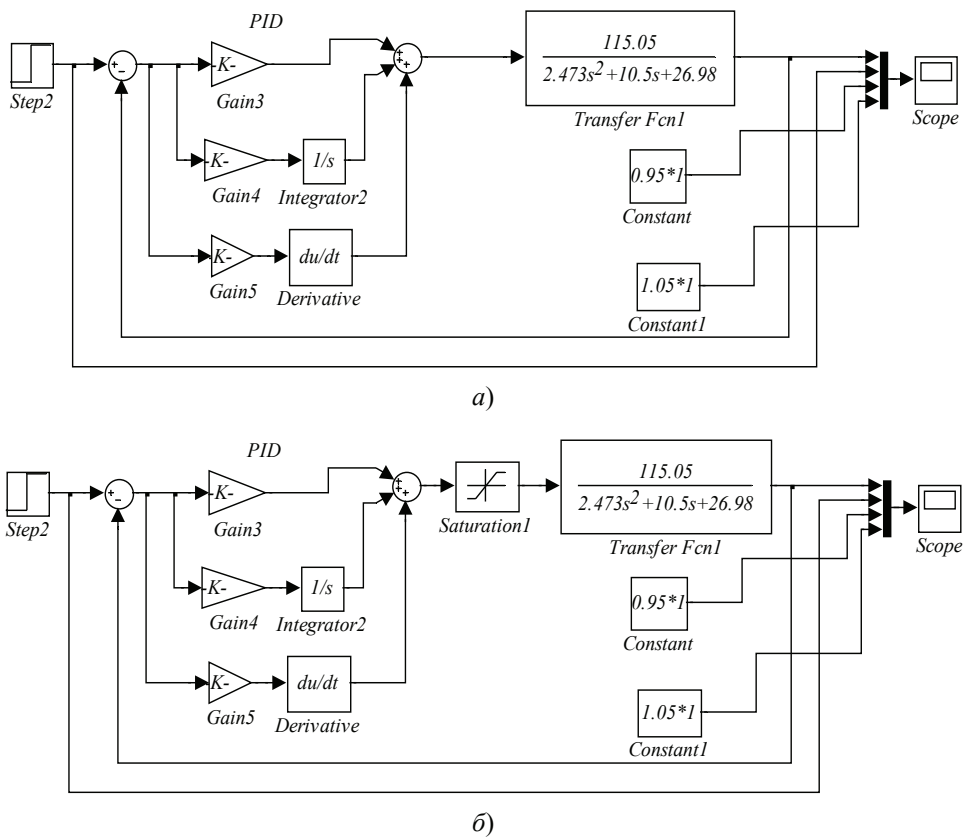 PID
Step2
+
−
-K-
Gain3
+
+
+
115.05
2.473s²+10.5s+26.98
Transfer Fcn1
Scope
-K-
Gain4
1/s
Integrator2
0.95*1
Constant
-K-
Gain5
du/dt
Derivative
1.05*1
Constant1
а)
PID
Step2
+
−
-K-
Gain3
+
+
+
Saturation1
115.05
2.473s²+10.5s+26.98
Transfer Fcn1
Scope
-K-
Gain4
1/s
Integrator2
0.95*1
Constant
-K-
Gain5
du/dt
Derivative
1.05*1
Constant1
б)